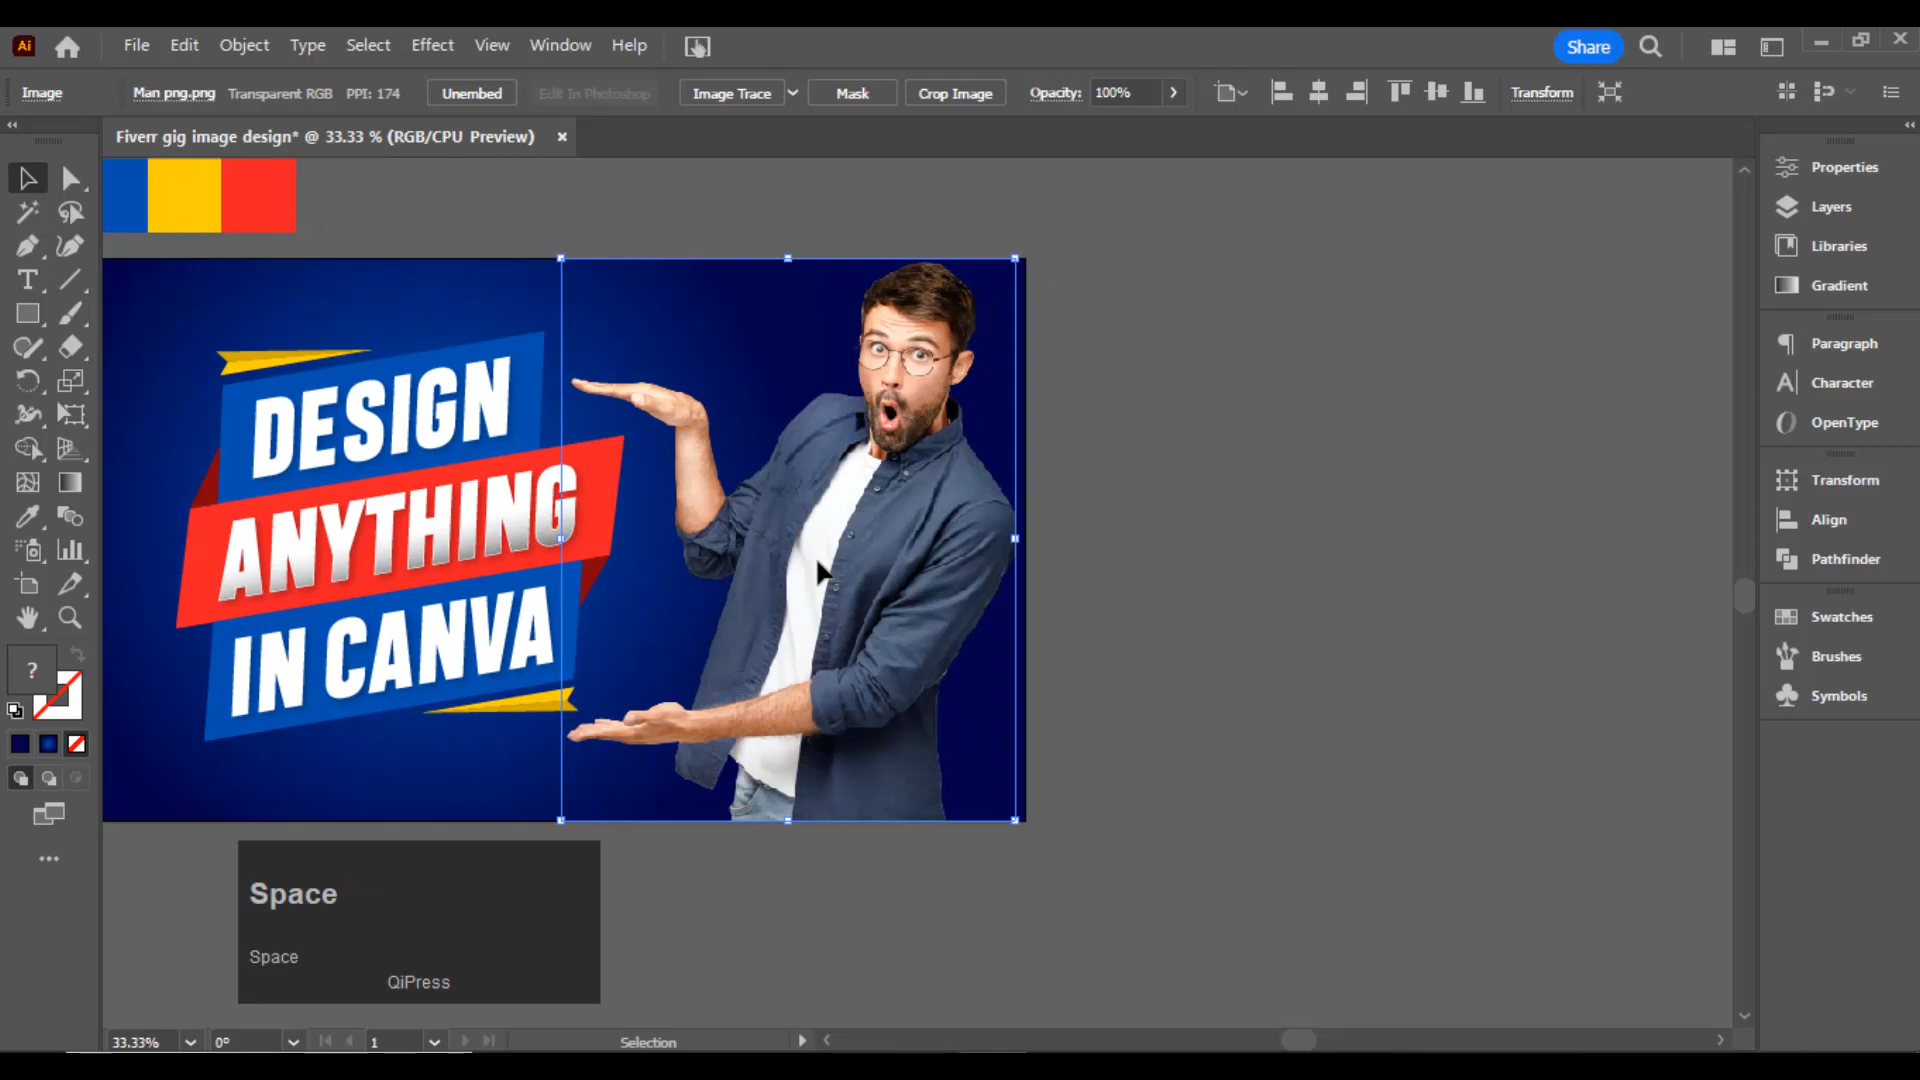 Ai File Edit Object Type Select Effect View Window Help Share
Image Man png.png Transparent RGB PPI: 174 Unembed Edit In Photoshop Image Trace Mask Crop Image Opacity: 100% Transform
Fiverr gig image design* @ 33.33 % (RGB/CPU Preview)
Properties
Layers
Libraries
Gradient
Paragraph
Character
OpenType
Transform
Align
Pathfinder
Swatches
Brushes
Symbols
DESIGN
ANYTHING
IN CANVA
?
Space
Space
QiPress
33.33% 0° 1 Selection